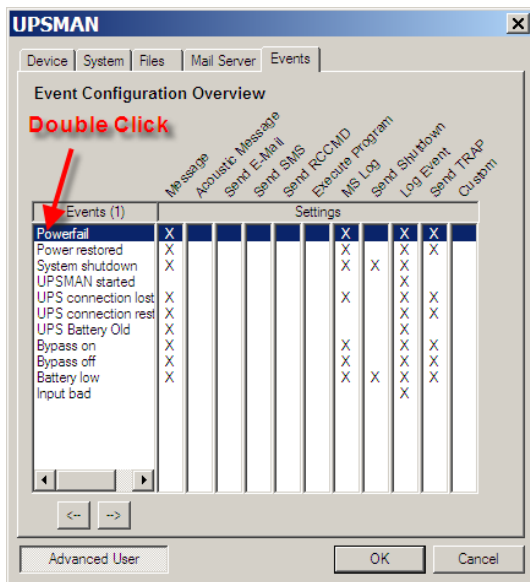 UPSMAN
Device System Files Mail Server Events
Event Configuration Overview
Double Click
Message Acoustic Message Send E-Mail Send SMS Send RCCMD Execute Program MS Log Send Shutdown Log Event Send TRAP Custom
Events (1) Settings
Powerfail X X X X
Power restored X X X X
System shutdown X X X X
UPSMAN started X
UPS connection lost X X X X
UPS connection rest X X X
UPS Battery Old X X
Bypass on X X X X
Bypass off X X X X
Battery low X X X X X
Input bad X
<-- -->
Advanced User OK Cancel